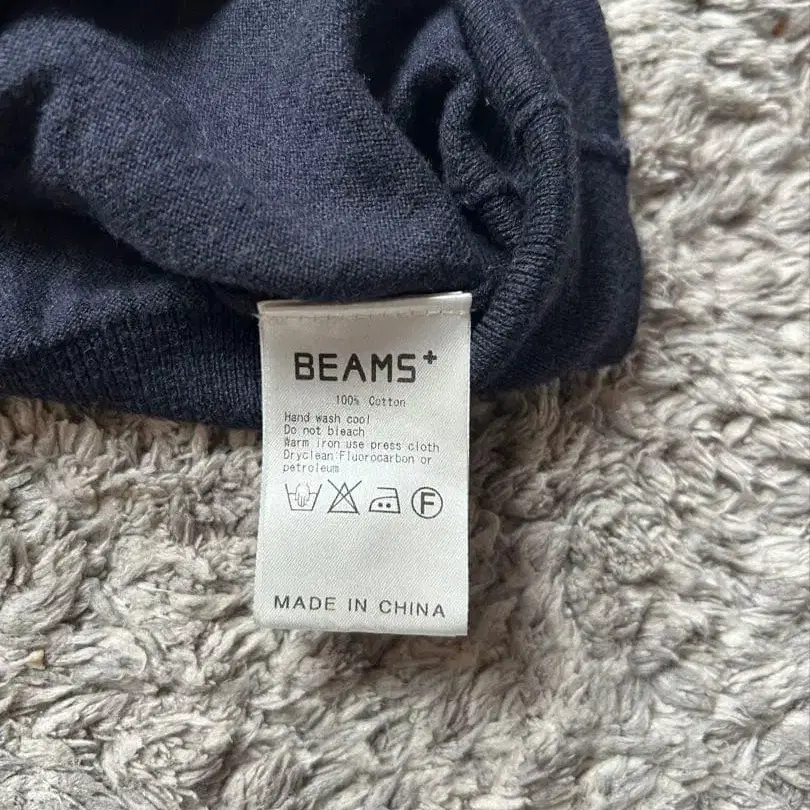 BEAMS+
100% Cotton
Hand wash cool
Do not bleach
Warm iron use press cloth
Dryclean Fluorocarbon or
petroleum
F
MADE IN CHINA